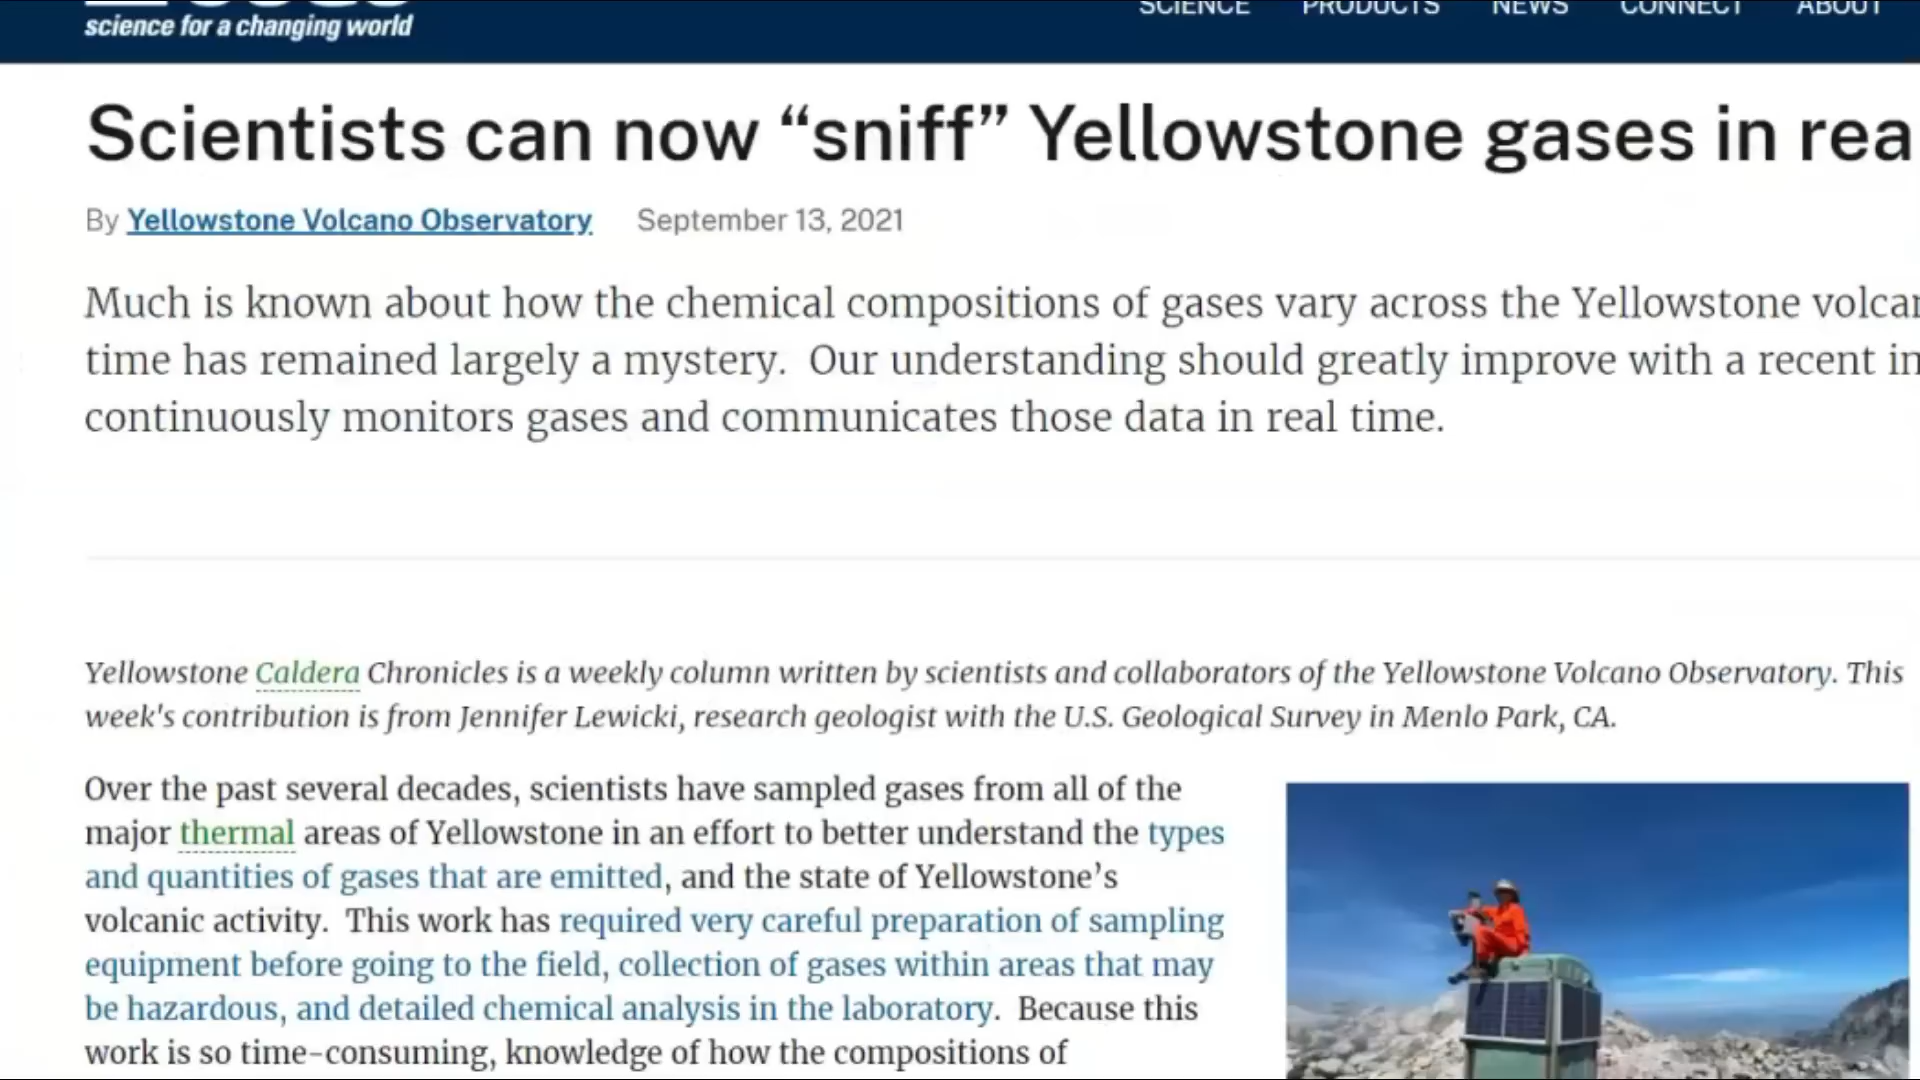 science for a changing world
SCIENCE PRODUCTS NEWS CONNECT ABOUT
Scientists can now “sniff” Yellowstone gases in rea
By Yellowstone Volcano Observatory September 13, 2021
Much is known about how the chemical compositions of gases vary across the Yellowstone volcan
time has remained largely a mystery. Our understanding should greatly improve with a recent in
continuously monitors gases and communicates those data in real time.
Yellowstone Caldera Chronicles is a weekly column written by scientists and collaborators of the Yellowstone Volcano Observatory. This
week's contribution is from Jennifer Lewicki, research geologist with the U.S. Geological Survey in Menlo Park, CA.
Over the past several decades, scientists have sampled gases from all of the
major thermal areas of Yellowstone in an effort to better understand the types
and quantities of gases that are emitted, and the state of Yellowstone’s
volcanic activity. This work has required very careful preparation of sampling
equipment before going to the field, collection of gases within areas that may
be hazardous, and detailed chemical analysis in the laboratory. Because this
work is so time-consuming, knowledge of how the compositions of